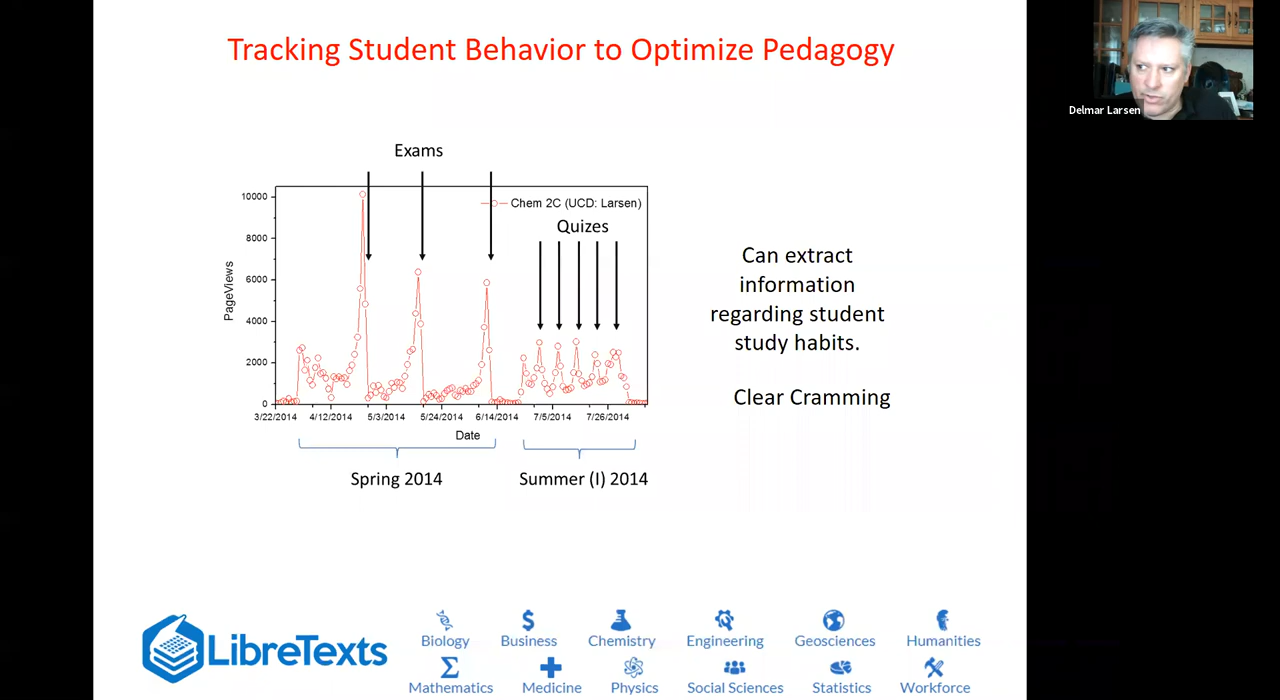 Tracking Student Behavior to Optimize Pedagogy
Delmar Larsen
Exams
10000
8000
6000
4000
2000
0
PageViews
Chem 2C (UCD: Larsen)
Quizes
3/22/2014 4/12/2014 5/3/2014 5/24/2014 6/14/2014 7/5/2014 7/26/2014
Date
Spring 2014
Summer (I) 2014
Can extract
information
regarding student
study habits.
Clear Cramming
LibreTexts
Biology Business Chemistry Engineering Geosciences Humanities
Mathematics Medicine Physics Social Sciences Statistics Workforce